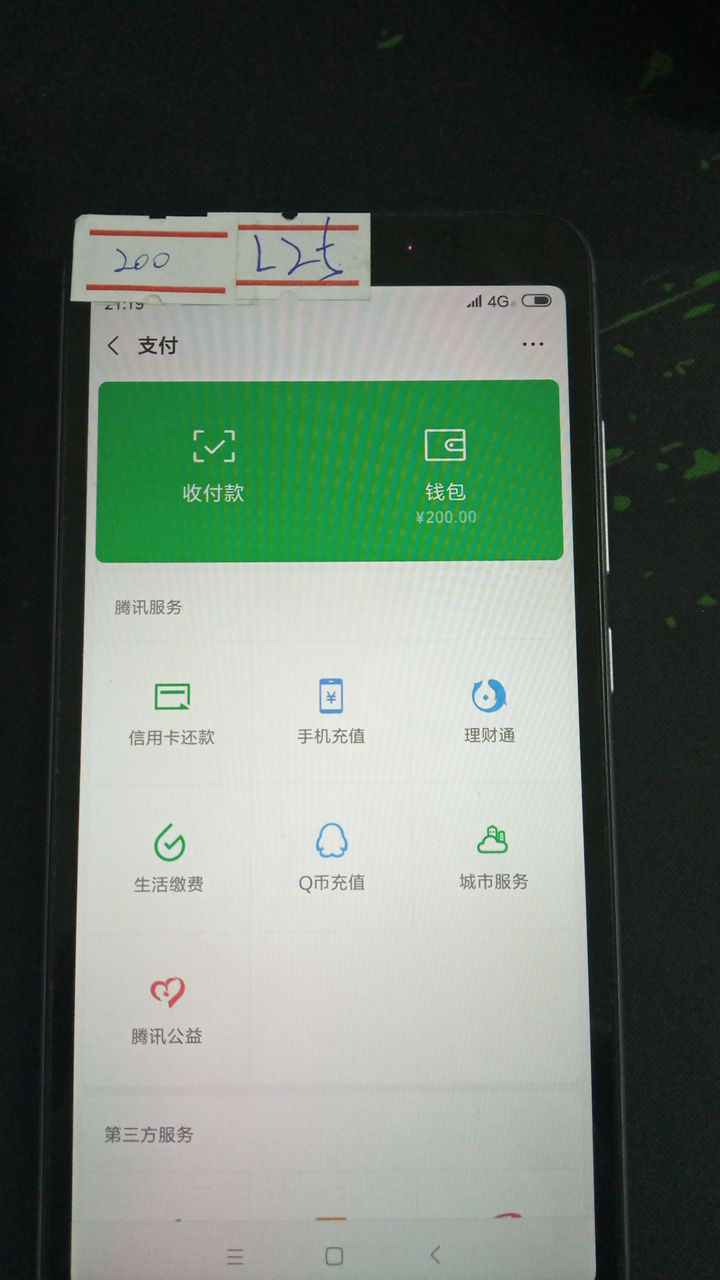 200
L25
21:19
4G
支付
收付款
钱包
¥200.00
腾讯服务
信用卡还款
手机充值
理财通
生活缴费
Q币充值
城市服务
腾讯公益
第三方服务